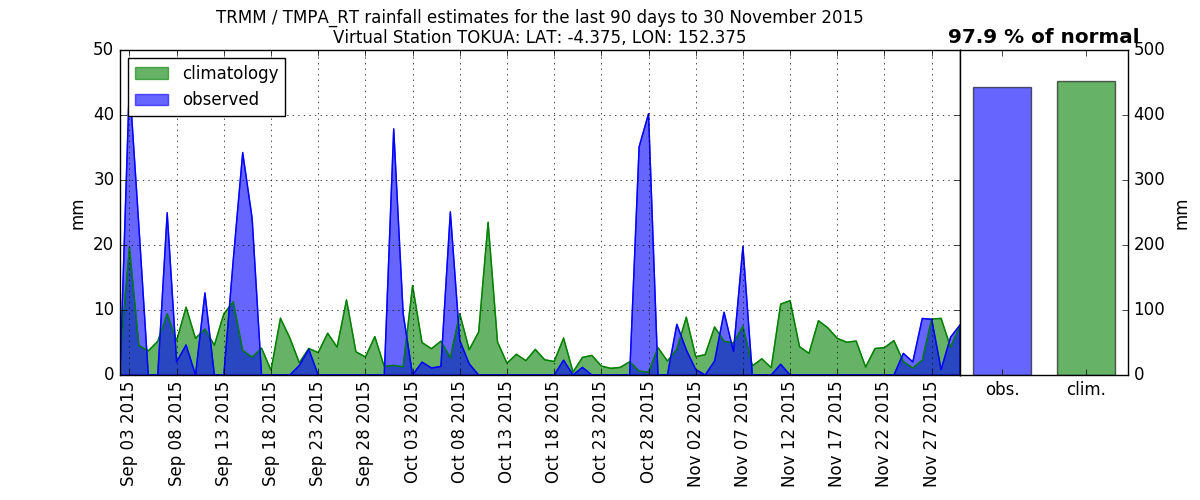 TRMM / TMPA_RT rainfall estimates for the last 90 days to 30 November 2015
Virtual Station TOKUA: LAT: -4.375, LON: 152.375
97.9 % of normal
climatology
observed
mm
50
40
30
20
10
0
500
400
300
200
100
0
mm
obs.
clim.
Sep 03 2015
Sep 08 2015
Sep 13 2015
Sep 18 2015
Sep 23 2015
Sep 28 2015
Oct 03 2015
Oct 08 2015
Oct 13 2015
Oct 18 2015
Oct 23 2015
Oct 28 2015
Nov 02 2015
Nov 07 2015
Nov 12 2015
Nov 17 2015
Nov 22 2015
Nov 27 2015